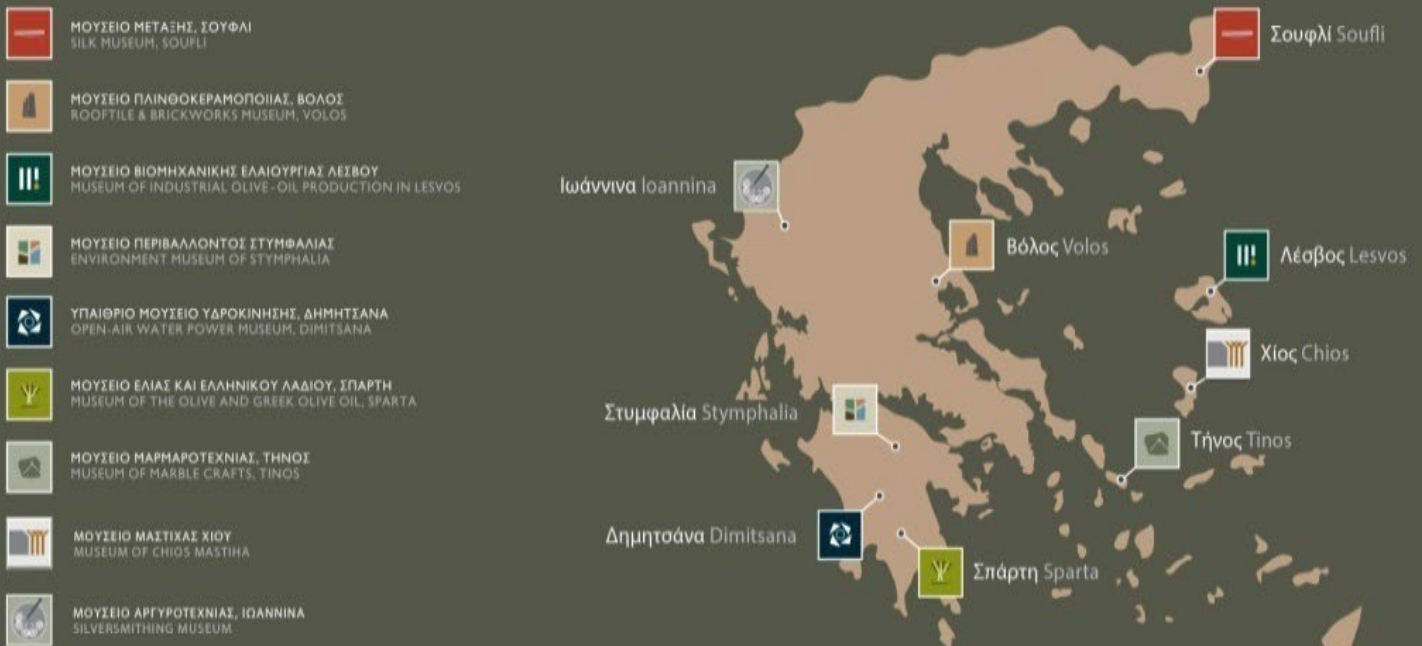 ΜΟΥΣΕΙΟ ΜΕΤΑΞΗΣ, ΣΟΥΦΛΙ
SILK MUSEUM, SOUFLI
ΜΟΥΣΕΙΟ ΠΛΙΝΘΟΚΕΡΑΜΟΠΟΙΙΑΣ, ΒΟΛΟΣ
ROOFTILE & BRICKWORKS MUSEUM, VOLOS
ΜΟΥΣΕΙΟ ΒΙΟΜΗΧΑΝΙΚΗΣ ΕΛΑΙΟΥΡΓΙΑΣ ΛΕΣΒΟΥ
MUSEUM OF INDUSTRIAL OLIVE-OIL PRODUCTION IN LESVOS
ΜΟΥΣΕΙΟ ΠΕΡΙΒΑΛΛΟΝΤΟΣ ΣΤΥΜΦΑΛΙΑΣ
ENVIRONMENT MUSEUM OF STYMPHALIA
ΥΠΑΙΘΡΙΟ ΜΟΥΣΕΙΟ ΥΔΡΟΚΙΝΗΣΗΣ, ΔΗΜΗΤΣΑΝΑ
OPEN-AIR WATER POWER MUSEUM, DIMITSANA
ΜΟΥΣΕΙΟ ΕΛΙΑΣ ΚΑΙ ΕΛΛΗΝΙΚΟΥ ΛΑΔΙΟΥ, ΣΠΑΡΤΗ
MUSEUM OF THE OLIVE AND GREEK OLIVE OIL, SPARTA
ΜΟΥΣΕΙΟ ΜΑΡΜΑΡΟΤΕΧΝΙΑΣ, ΤΗΝΟΣ
MUSEUM OF MARBLE CRAFTS, TINOS
ΜΟΥΣΕΙΟ ΜΑΣΤΙΧΑΣ ΧΙΟΥ
MUSEUM OF CHIOS MASTIHA
ΜΟΥΣΕΙΟ ΑΡΓΥΡΟΤΕΧΝΙΑΣ, ΙΩΑΝΝΙΝΑ
SILVERSMITHING MUSEUM
Σουφλί Soufli
Ιωάννινα Ioannina
Βόλος Volos
Λέσβος Lesvos
Χίος Chios
Στυμφαλία Stymphalia
Τήνος Tinos
Δημητσάνα Dimitsana
Σπάρτη Sparta